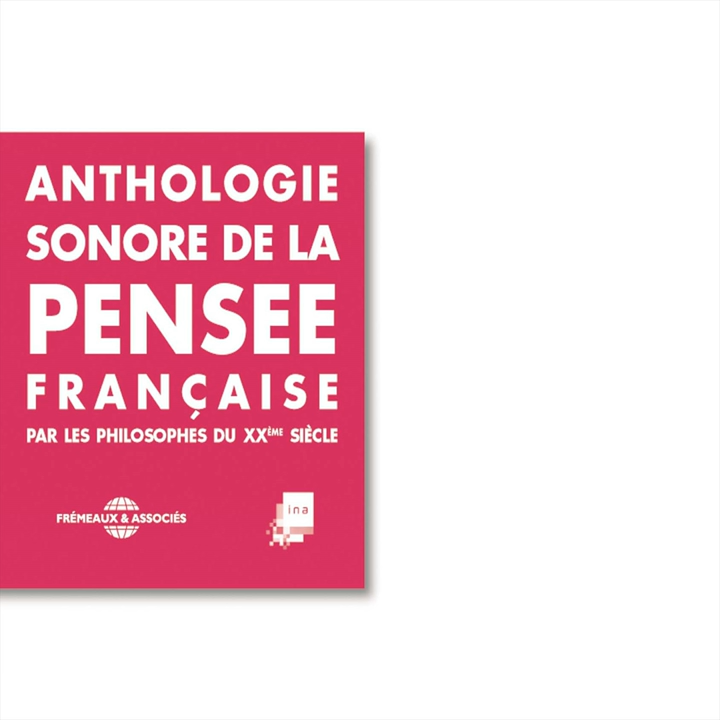 ANTHOLOGIE
SONORE DE LA
PENSEE
FRANÇAISE
PAR LES PHILOSOPHES DU XXÈME SIÈCLE
FRÉMEAUX & ASSOCIÉS
ina